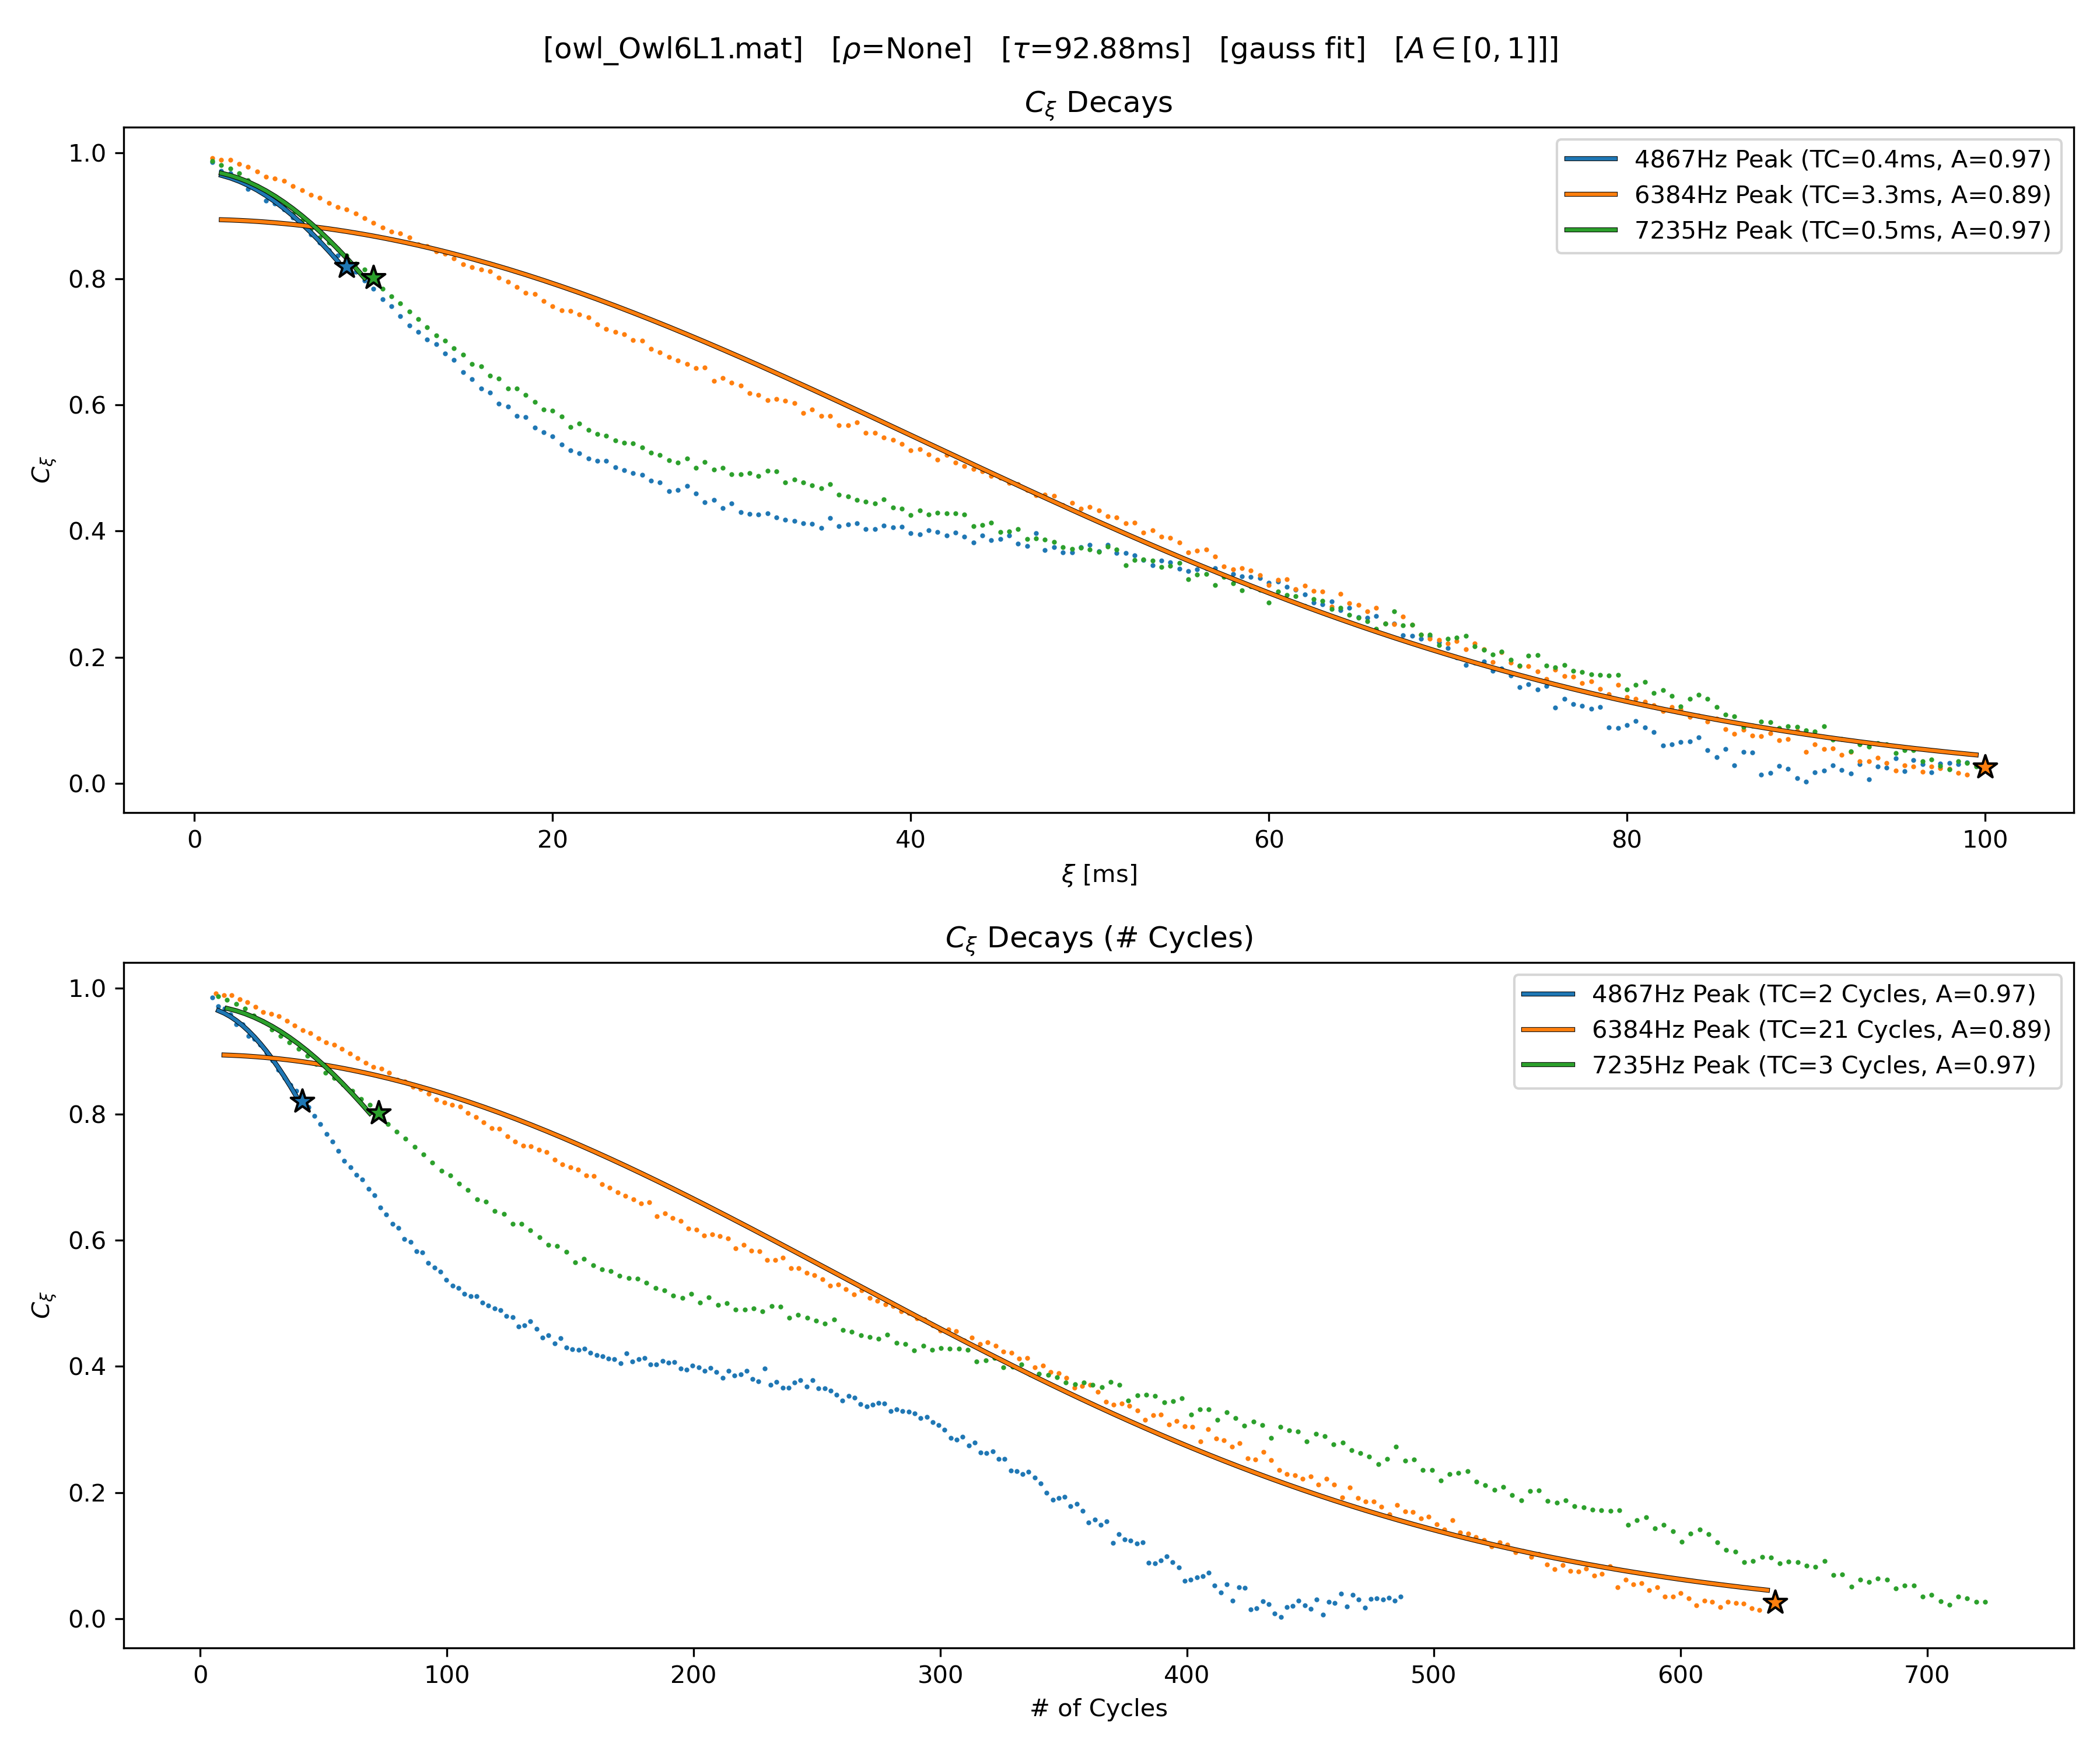 [owl_Owl6L1.mat] [ρ=None] [τ=92.88ms] [gauss fit] [A ∈ [0, 1]]]
C_ξ Decays
1.0
0.8
0.6
0.4
0.2
0.0
C_ξ
4867Hz Peak (TC=0.4ms, A=0.97)
6384Hz Peak (TC=3.3ms, A=0.89)
7235Hz Peak (TC=0.5ms, A=0.97)
0 20 40 60 80 100
ξ [ms]
C_ξ Decays (# Cycles)
1.0
0.8
0.6
0.4
0.2
0.0
C_ξ
4867Hz Peak (TC=2 Cycles, A=0.97)
6384Hz Peak (TC=21 Cycles, A=0.89)
7235Hz Peak (TC=3 Cycles, A=0.97)
0 100 200 300 400 500 600 700
# of Cycles